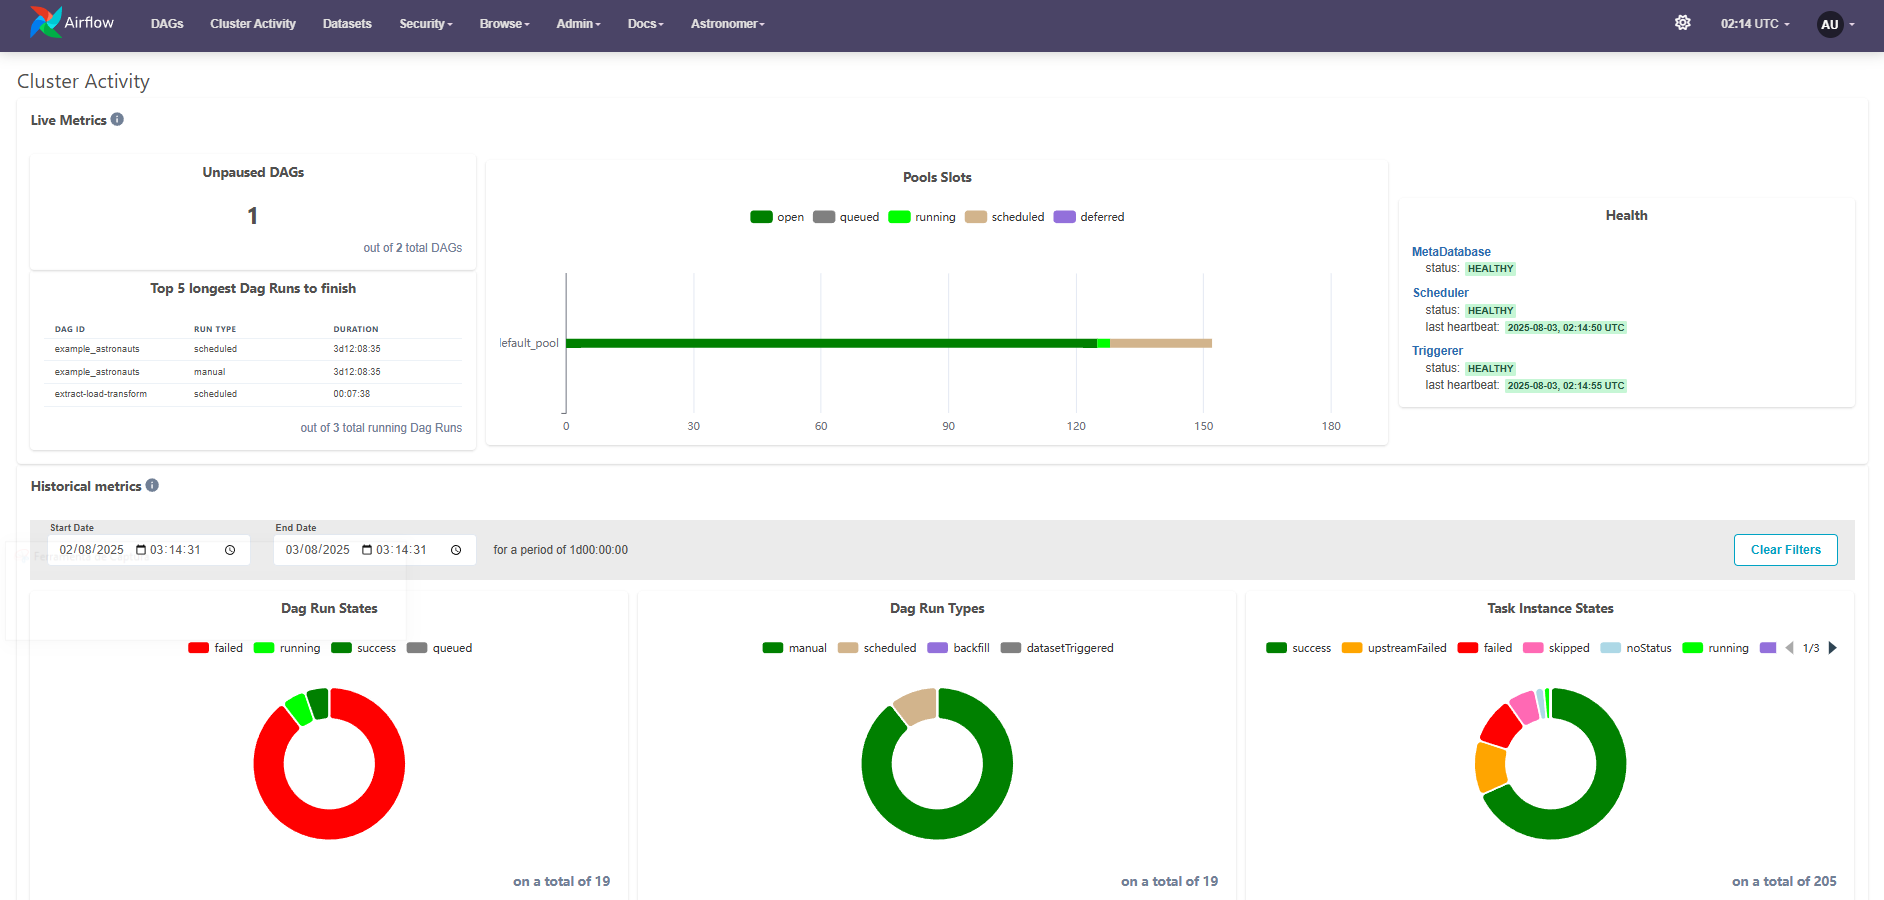 Airflow DAGs Cluster Activity Datasets Security Browse Admin Docs Astronomer 02:14 UTC AU
Cluster Activity
Live Metrics
Unpaused DAGs
1
out of 2 total DAGs
Top 5 longest Dag Runs to finish
DAG ID RUN TYPE DURATION
example_astronauts scheduled 3d12:08:35
example_astronauts manual 3d12:08:35
extract-load-transform scheduled 00:07:38
out of 3 total running Dag Runs
Pools Slots
open queued running scheduled deferred
lefault_pool
0 30 60 90 120 150 180
Health
MetaDatabase
status: HEALTHY
Scheduler
status: HEALTHY
last heartbeat: 2025-08-03, 02:14:50 UTC
Triggerer
status: HEALTHY
last heartbeat: 2025-08-03, 02:14:55 UTC
Historical metrics
Start Date End Date
02/08/2025 03:14:31 03/08/2025 03:14:31 for a period of 1d00:00:00 Clear Filters
Dag Run States
failed running success queued
on a total of 19
Dag Run Types
manual scheduled backfill datasetTriggered
on a total of 19
Task Instance States
success upstreamFailed failed skipped noStatus running 1/3
on a total of 205